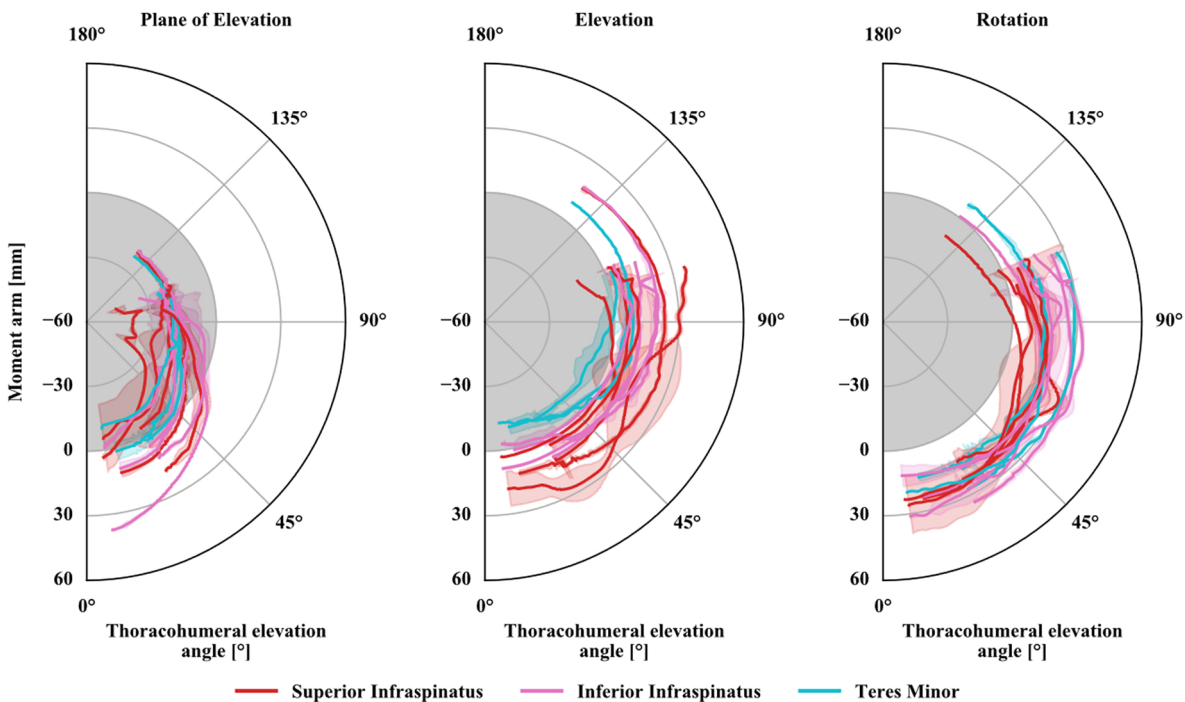 Plane of Elevation
Elevation
Rotation
180°
180°
180°
135°
135°
135°
Moment arm [mm]
−60
90°
−60
90°
−60
90°
−30
−30
−30
0
0
0
45°
45°
45°
30
30
30
60
60
60
0°
0°
0°
Thoracohumeral elevation
angle [°]
Thoracohumeral elevation
angle [°]
Thoracohumeral elevation
angle [°]
Superior Infraspinatus
Inferior Infraspinatus
Teres Minor